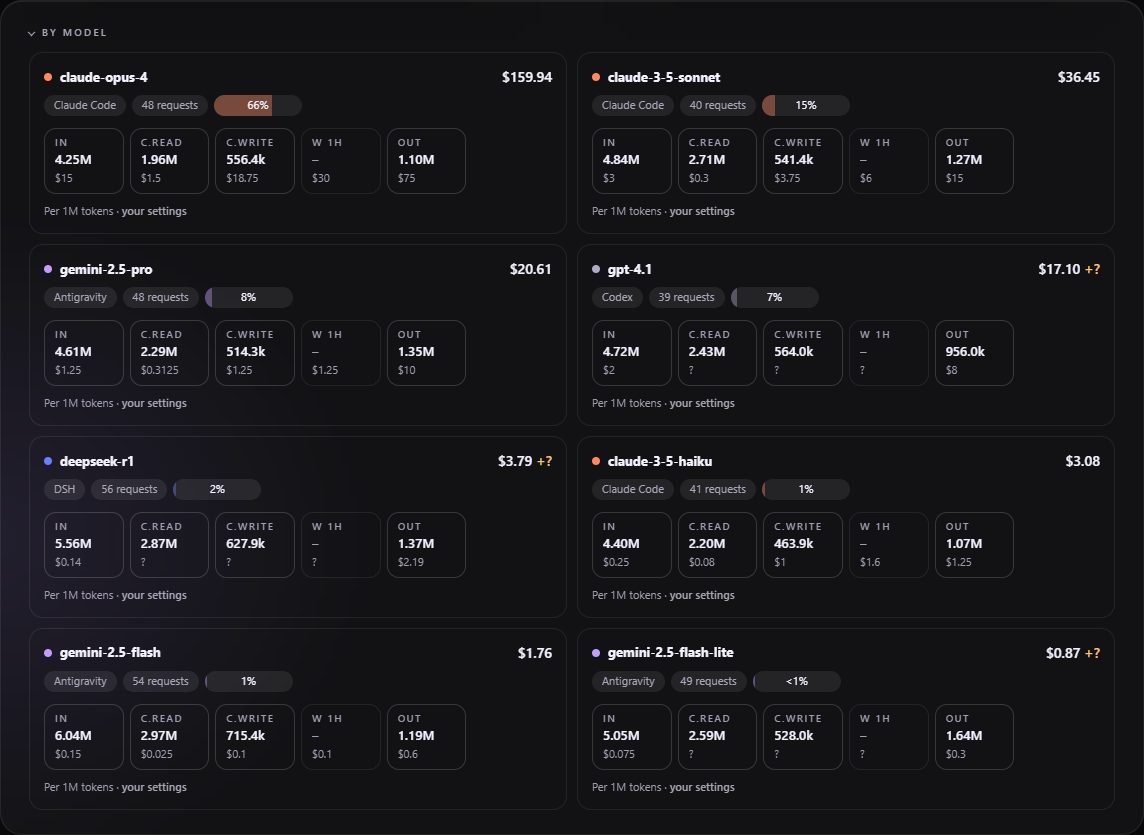 BY MODEL
claude-opus-4 $159.94
Claude Code 48 requests 66%
IN C.READ C.WRITE W 1H OUT
4.25M 1.96M 556.4k – 1.10M
$15 $1.5 $18.75 $30 $75
Per 1M tokens · your settings
claude-3-5-sonnet $36.45
Claude Code 40 requests 15%
IN C.READ C.WRITE W 1H OUT
4.84M 2.71M 541.4k – 1.27M
$3 $0.3 $3.75 $6 $15
Per 1M tokens · your settings
gemini-2.5-pro $20.61
Antigravity 48 requests 8%
IN C.READ C.WRITE W 1H OUT
4.61M 2.29M 514.3k – 1.35M
$1.25 $0.3125 $1.25 $1.25 $10
Per 1M tokens · your settings
gpt-4.1 $17.10 +?
Codex 39 requests 7%
IN C.READ C.WRITE W 1H OUT
4.72M 2.43M 564.0k – 956.0k
$2 ? ? ? $8
Per 1M tokens · your settings
deepseek-r1 $3.79 +?
DSH 56 requests 2%
IN C.READ C.WRITE W 1H OUT
5.56M 2.87M 627.9k – 1.37M
$0.14 ? ? ? $2.19
Per 1M tokens · your settings
claude-3-5-haiku $3.08
Claude Code 41 requests 1%
IN C.READ C.WRITE W 1H OUT
4.40M 2.20M 463.9k – 1.07M
$0.25 $0.08 $1 $1.6 $1.25
Per 1M tokens · your settings
gemini-2.5-flash $1.76
Antigravity 54 requests 1%
IN C.READ C.WRITE W 1H OUT
6.04M 2.97M 715.4k – 1.19M
$0.15 $0.025 $0.1 $0.1 $0.6
Per 1M tokens · your settings
gemini-2.5-flash-lite $0.87 +?
Antigravity 49 requests <1%
IN C.READ C.WRITE W 1H OUT
5.05M 2.59M 528.0k – 1.64M
$0.075 ? ? ? $0.3
Per 1M tokens · your settings